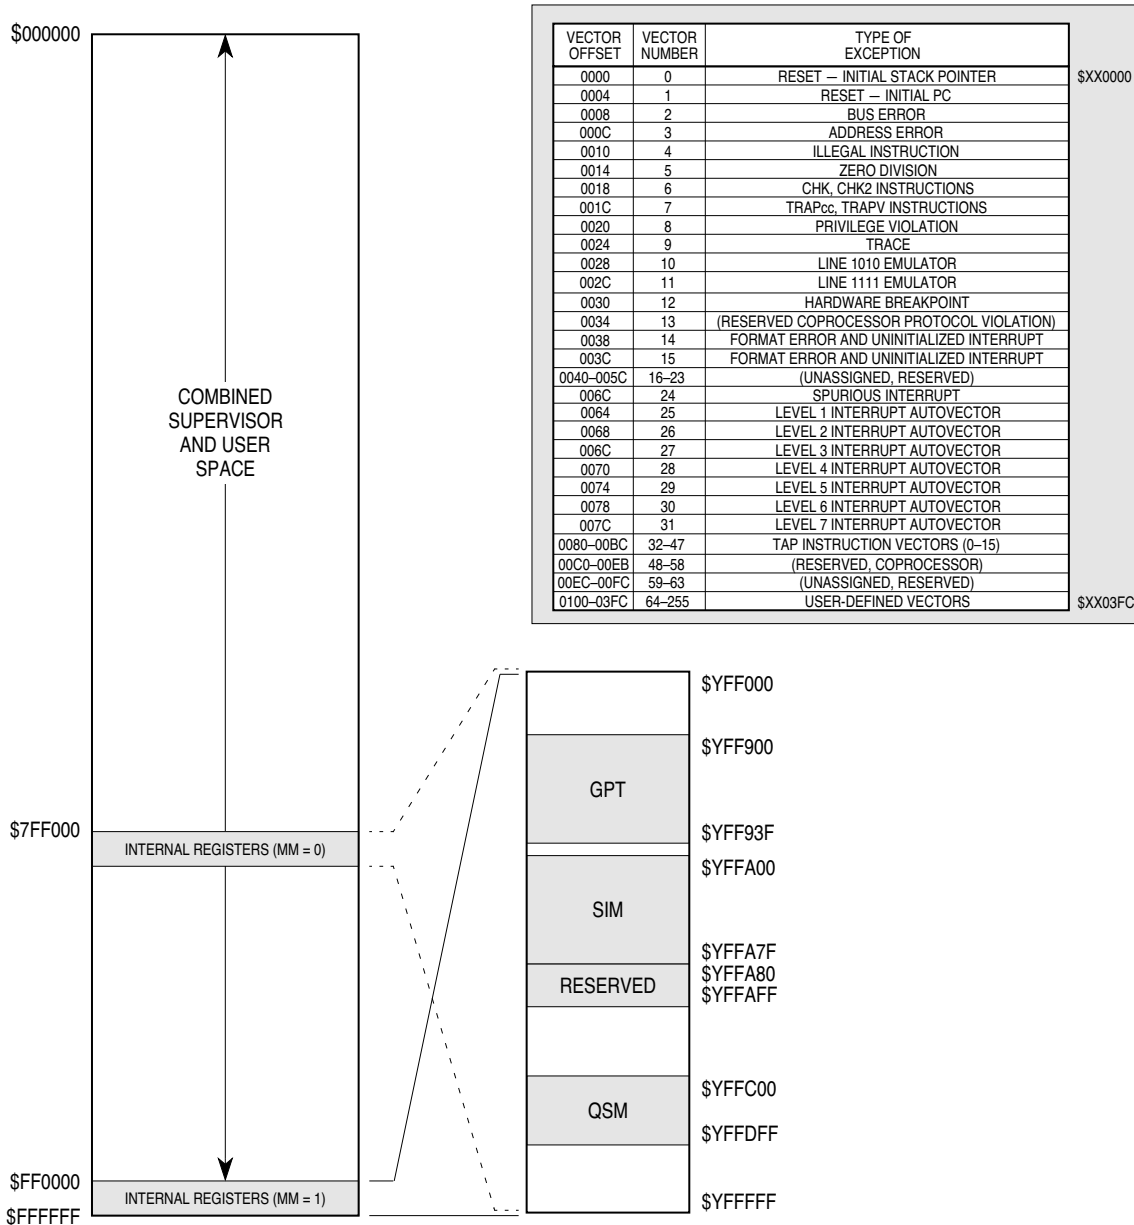 $000000
COMBINED
SUPERVISOR
AND USER
SPACE
$7FF000
INTERNAL REGISTERS (MM = 0)
$FF0000
INTERNAL REGISTERS (MM = 1)
$FFFFFF
VECTOR OFFSET VECTOR NUMBER TYPE OF EXCEPTION
0000 0 RESET — INITIAL STACK POINTER $XX0000
0004 1 RESET — INITIAL PC
0008 2 BUS ERROR
000C 3 ADDRESS ERROR
0010 4 ILLEGAL INSTRUCTION
0014 5 ZERO DIVISION
0018 6 CHK, CHK2 INSTRUCTIONS
001C 7 TRAPcc, TRAPV INSTRUCTIONS
0020 8 PRIVILEGE VIOLATION
0024 9 TRACE
0028 10 LINE 1010 EMULATOR
002C 11 LINE 1111 EMULATOR
0030 12 HARDWARE BREAKPOINT
0034 13 (RESERVED COPROCESSOR PROTOCOL VIOLATION)
0038 14 FORMAT ERROR AND UNINITIALIZED INTERRUPT
003C 15 FORMAT ERROR AND UNINITIALIZED INTERRUPT
0040–005C 16–23 (UNASSIGNED, RESERVED)
006C 24 SPURIOUS INTERRUPT
0064 25 LEVEL 1 INTERRUPT AUTOVECTOR
0068 26 LEVEL 2 INTERRUPT AUTOVECTOR
006C 27 LEVEL 3 INTERRUPT AUTOVECTOR
0070 28 LEVEL 4 INTERRUPT AUTOVECTOR
0074 29 LEVEL 5 INTERRUPT AUTOVECTOR
0078 30 LEVEL 6 INTERRUPT AUTOVECTOR
007C 31 LEVEL 7 INTERRUPT AUTOVECTOR
0080–00BC 32–47 TAP INSTRUCTION VECTORS (0–15)
00C0–00EB 48–58 (RESERVED, COPROCESSOR)
00EC–00FC 59–63 (UNASSIGNED, RESERVED)
0100–03FC 64–255 USER-DEFINED VECTORS $XX03FC
$YFF000
$YFF900
GPT
$YFF93F
$YFFA00
SIM
$YFFA7F
$YFFA80
RESERVED
$YFFAFF
$YFFC00
QSM
$YFFDFF
$YFFFFF